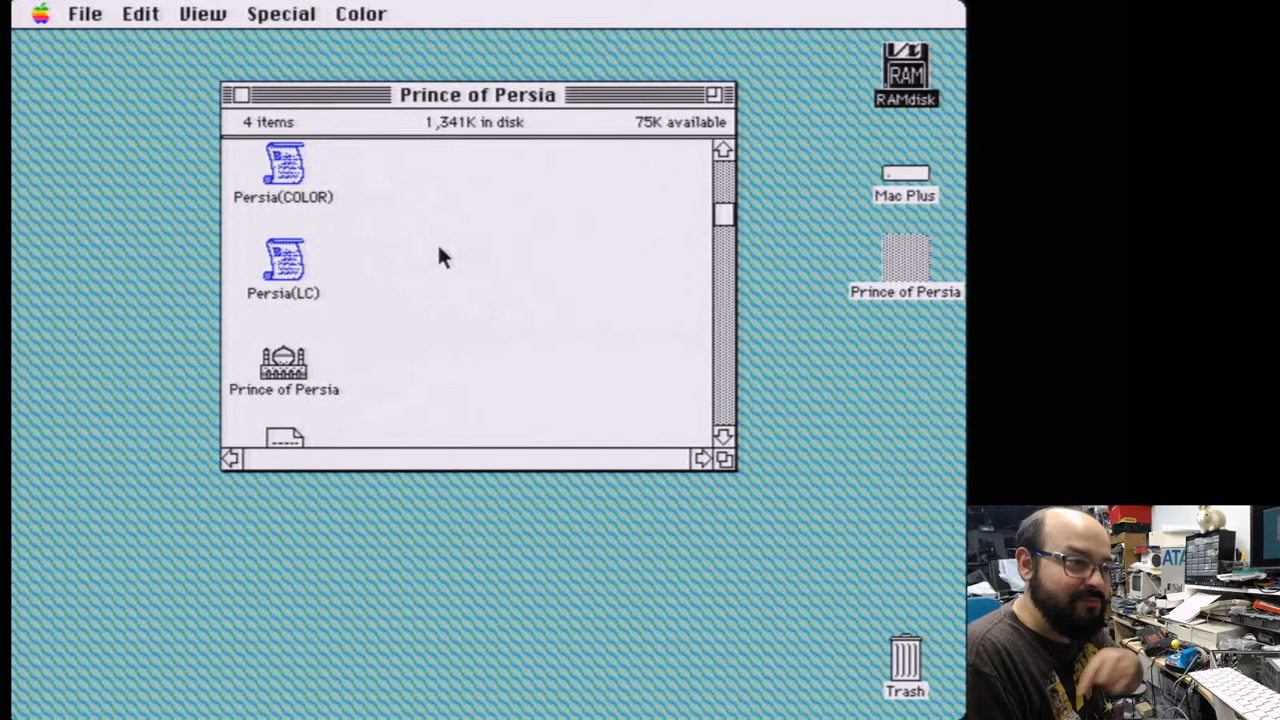 File Edit View Special Color
Prince of Persia
4 items 1,341K in disk 75K available
Persia(COLOR)
Persia(LC)
Prince of Persia
RAM
RAMdisk
Mac Plus
Prince of Persia
Trash
ATA